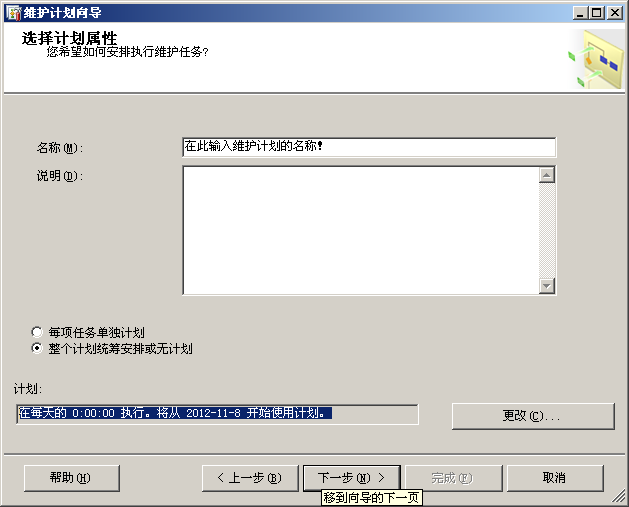 维护计划向导
选择计划属性
您希望如何安排执行维护任务?
名称(M):
在此输入维护计划的名称!
说明(D):
每项任务单独计划
整个计划统筹安排或无计划
计划:
在每天的 0:00:00 执行。将从 2012-11-8 开始使用计划。
更改(C)...
帮助(H)
< 上一步(B)
下一步(N) >
完成(F)
取消
移到向导的下一页